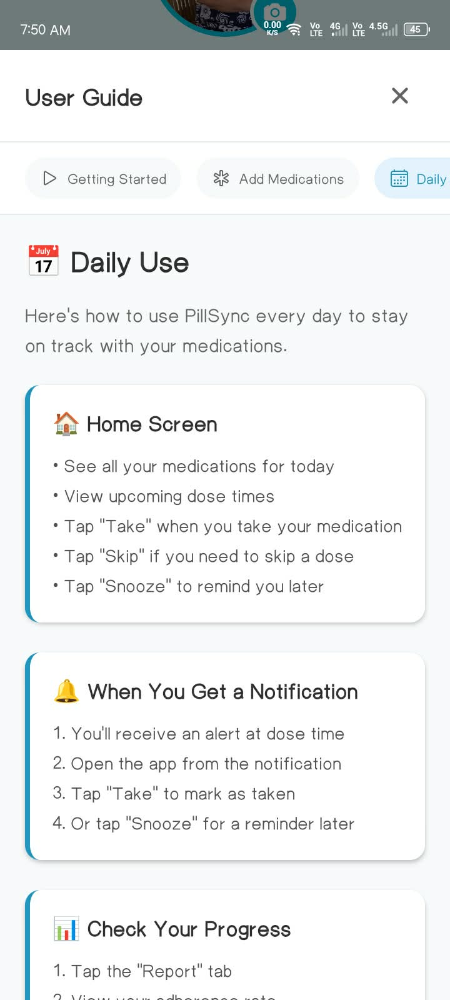 7:50 AM
0.00 K/S
Vo LTE
4G
Vo LTE
4.5G
45
User Guide
Getting Started
Add Medications
Daily
July
17
Daily Use
Here's how to use PillSync every day to stay
on track with your medications.
Home Screen
• See all your medications for today
• View upcoming dose times
• Tap "Take" when you take your medication
• Tap "Skip" if you need to skip a dose
• Tap "Snooze" to remind you later
When You Get a Notification
1. You'll receive an alert at dose time
2. Open the app from the notification
3. Tap "Take" to mark as taken
4. Or tap "Snooze" for a reminder later
Check Your Progress
1. Tap the "Report" tab
2. View your adherence rate